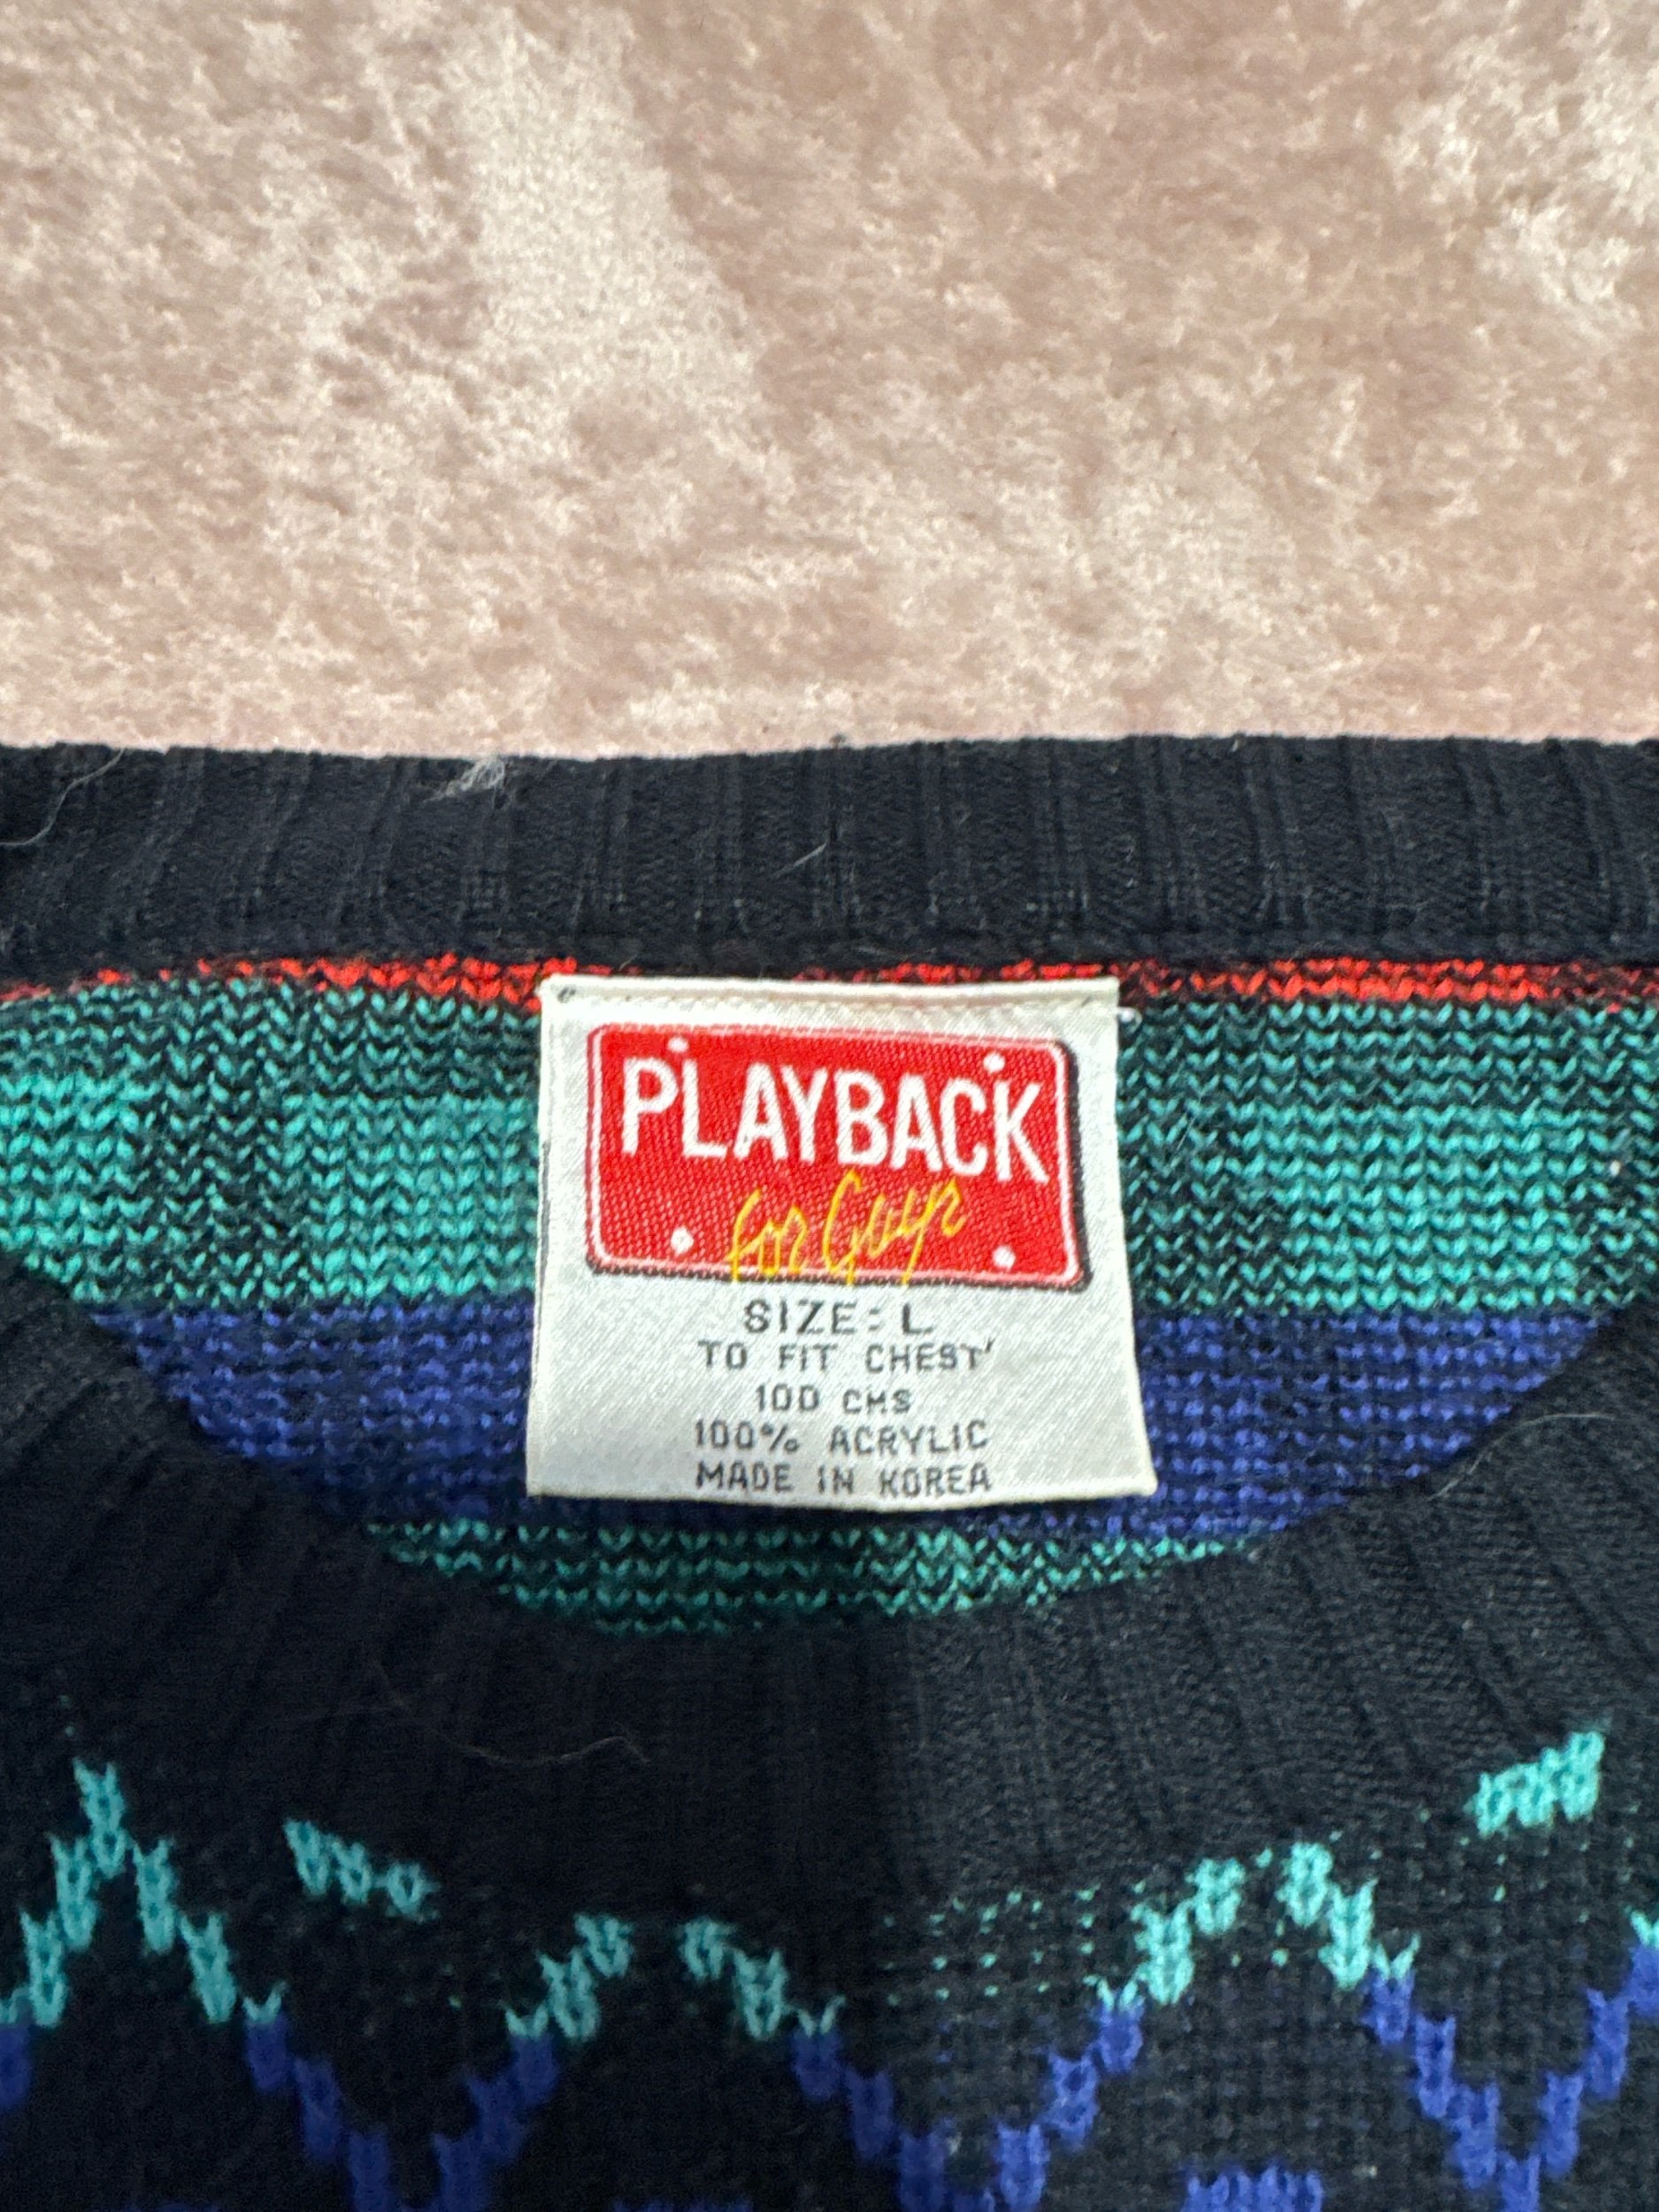 PLAYBACK
for Guys
SIZE: L
TO FIT CHEST
100 CMS
100% ACRYLIC
MADE IN KOREA